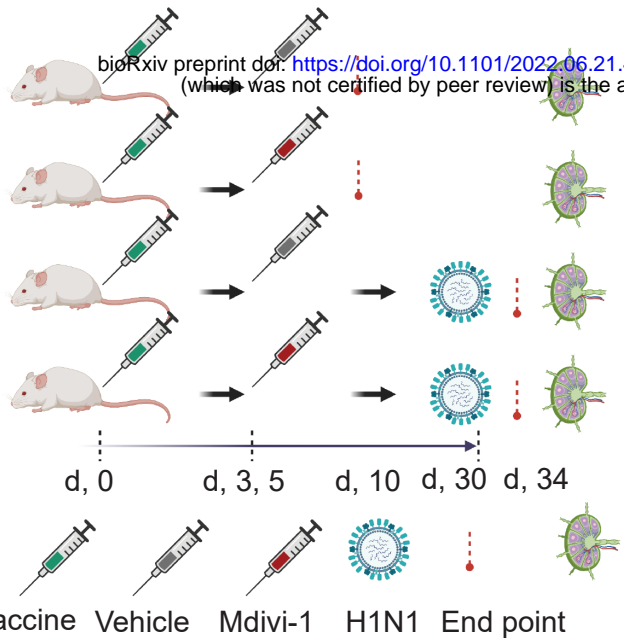 bioRxiv preprint doi: https://doi.org/10.1101/2022.06.21.
(which was not certified by peer review) is the a
d, 0 d, 3, 5 d, 10 d, 30 d, 34
accine Vehicle Mdivi-1 H1N1 End point